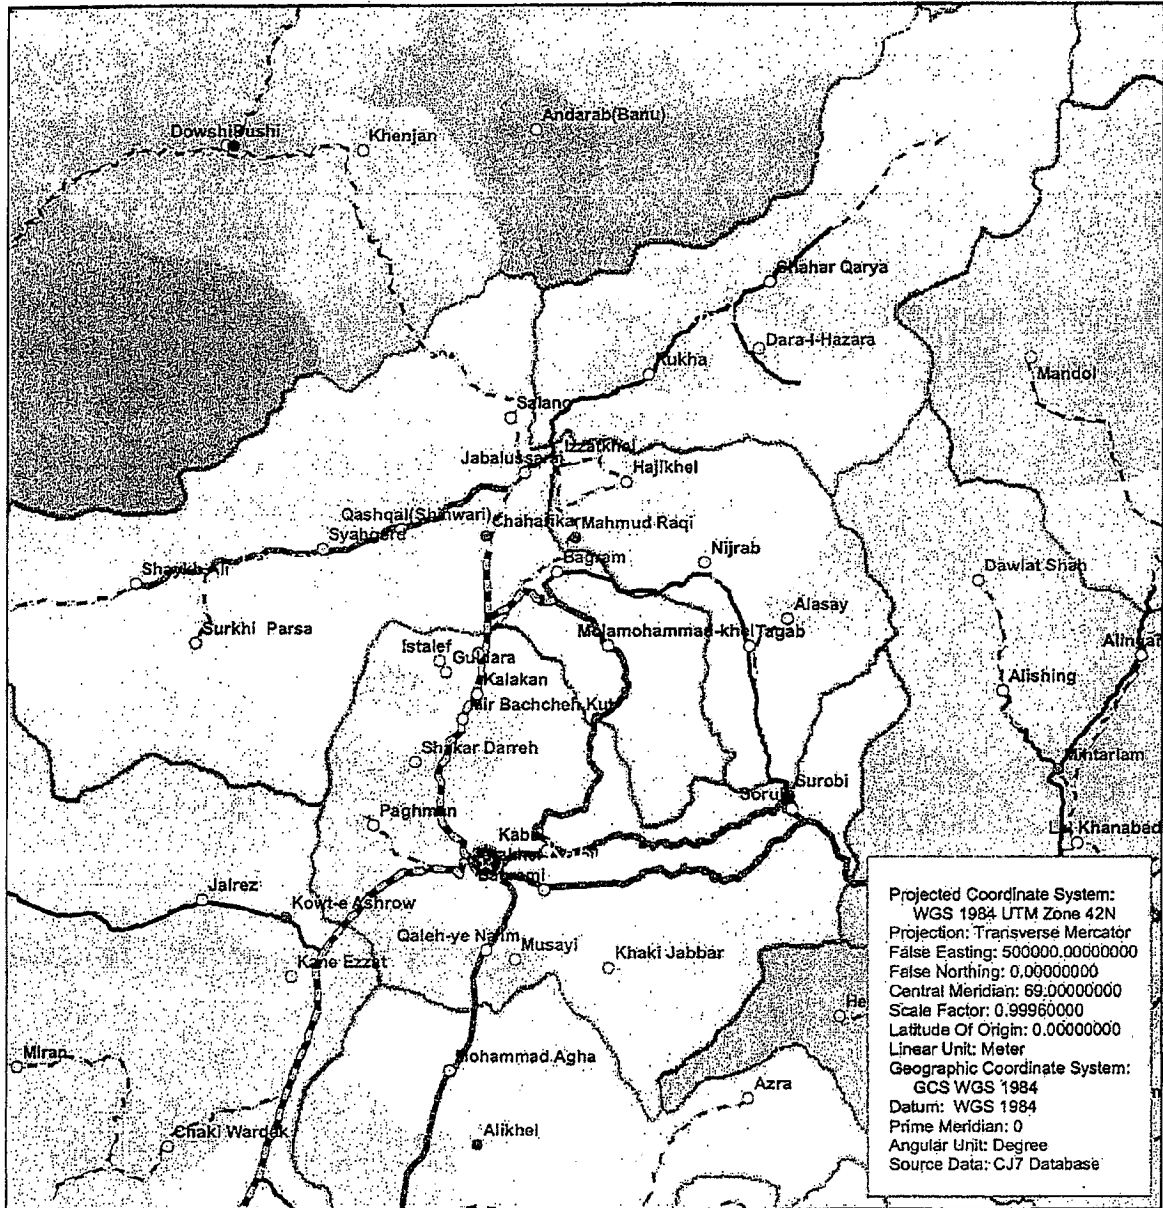 Andarab(Banu)
Dowshi Dushi
Khenjan
Shahar Qarya
Dara-i-Hazara
Rukha
Mandol
Salang
Izzatkhel
Jabalussaraj
Hajikhel
Qashqal(Shinwari)
Mahmud Raqi
Syahgerd
Bagram
Nijrab
Shaykh Ali
Dawlat Shah
Alasay
Surkhi Parsa
Molamohammad-khel
Tagab
Istalef
Guldara
Kalakan
Alishing
Mir Bachcheh Kut
Shakar Darreh
Surobi
Paghman
Khanabad
Jalrez
Kowt-e Ashrow
Qaleh-ye Naim
Musayi
Khaki Jabbar
Kane Ezzat
Miran
Mohammad Agha
Azra
Chaki Wardak
Alikhel
Projected Coordinate System:
WGS 1984 UTM Zone 42N
Projection: Transverse Mercator
False Easting: 500000.00000000
False Northing: 0.00000000
Central Meridian: 69.00000000
Scale Factor: 0.99960000
Latitude Of Origin: 0.00000000
Linear Unit: Meter
Geographic Coordinate System:
GCS WGS 1984
Datum: WGS 1984
Prime Meridian: 0
Angular Unit: Degree
Source Data: CJ7 Database